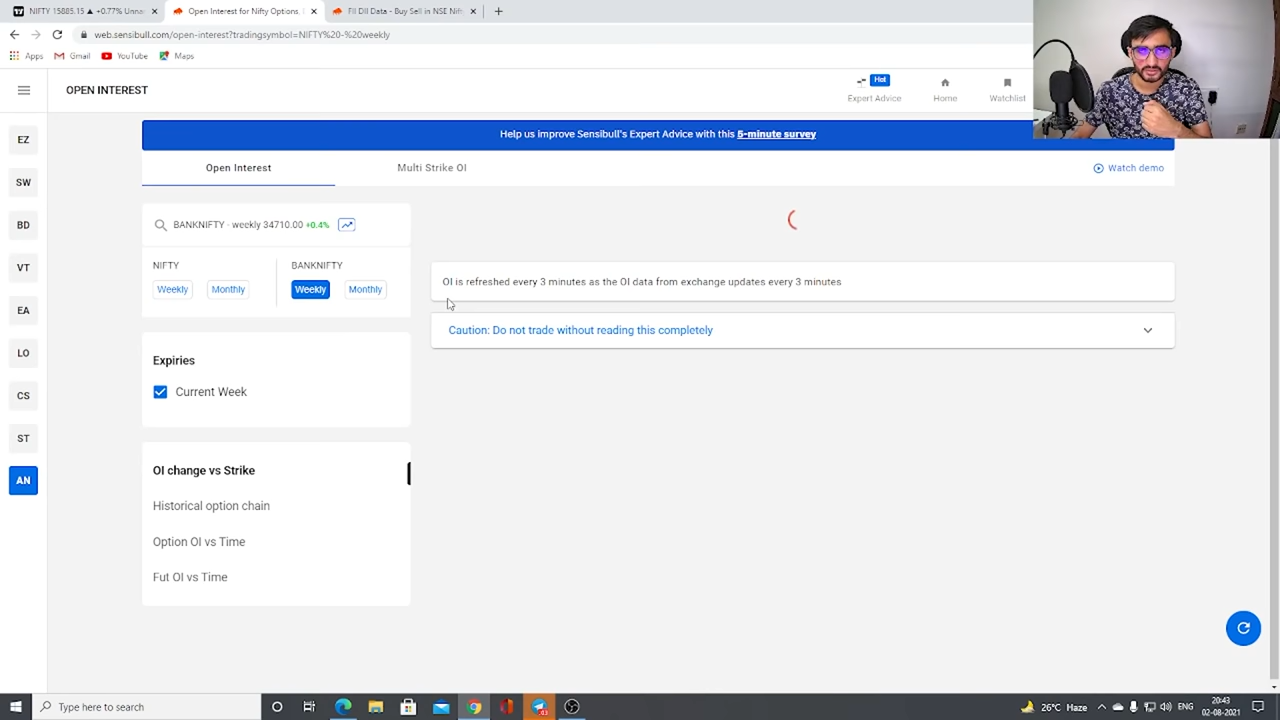 NIFTY 15885.15 ▲ +0.77% Unna
Open Interest for Nifty Options,
FII DII Data - Buy Sell in NSE Nift
web.sensibull.com/open-interest?tradingsymbol=NIFTY%20-%20weekly
Apps
Gmail
YouTube
Maps
OPEN INTEREST
Hot
Expert Advice
Home
Watchlist
Help us improve Sensibull's Expert Advice with this 5-minute survey
Open Interest
Multi Strike OI
Watch demo
EZ
SW
BD
VT
EA
LO
CS
ST
AN
BANKNIFTY - weekly 34710.00 +0.4%
NIFTY
BANKNIFTY
Weekly
Monthly
Weekly
Monthly
OI is refreshed every 3 minutes as the OI data from exchange updates every 3 minutes
Caution: Do not trade without reading this completely
Expiries
Current Week
OI change vs Strike
Historical option chain
Option OI vs Time
Fut OI vs Time
Type here to search
26°C Haze
ENG
20:43
02-08-2021